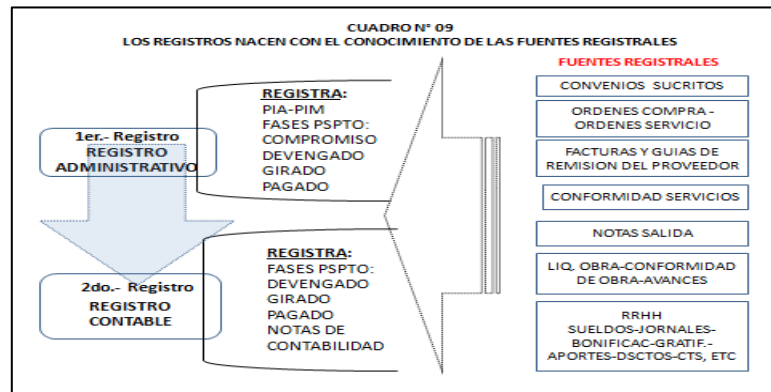 CUADRO N° 09
LOS REGISTROS NACEN CON EL CONOCIMIENTO DE LAS FUENTES REGISTRALES
1er.- Registro
REGISTRO
ADMINISTRATIVO
REGISTRA:
PIA-PIM
FASES PSPTO:
COMPROMISO
DEVENGADO
GIRADO
PAGADO
2do.- Registro
REGISTRO
CONTABLE
REGISTRA:
FASES PSPTO:
DEVENGADO
GIRADO
PAGADO
NOTAS DE
CONTABILIDAD
FUENTES REGISTRALES
CONVENIOS SUCRITOS
ORDENES COMPRA -
ORDENES SERVICIO
FACTURAS Y GUIAS DE
REMISION DEL PROVEEDOR
CONFORMIDAD SERVICIOS
NOTAS SALIDA
LIQ. OBRA-CONFORMIDAD
DE OBRA-AVANCES
RRHH
SUELDOS-JORNALES-
BONIFICAC-GRATIF.-
APORTES-DSCTOS-CTS, ETC